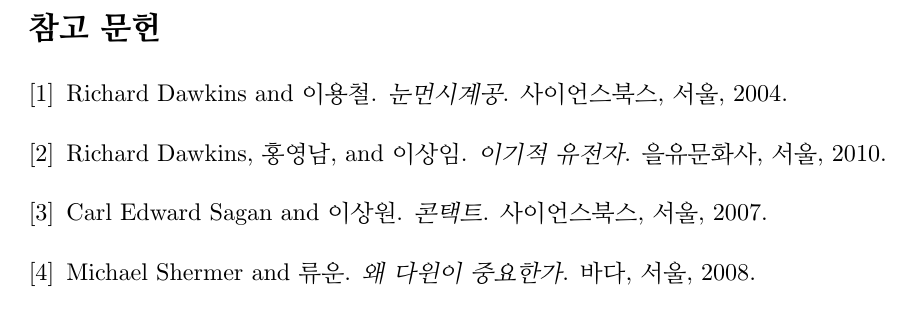 참고 문헌
[1] Richard Dawkins and 이용철. 눈먼시계공. 사이언스북스, 서울, 2004.
[2] Richard Dawkins, 홍영남, and 이상임. 이기적 유전자. 을유문화사, 서울, 2010.
[3] Carl Edward Sagan and 이상원. 콘택트. 사이언스북스, 서울, 2007.
[4] Michael Shermer and 류운. 왜 다윈이 중요한가. 바다, 서울, 2008.